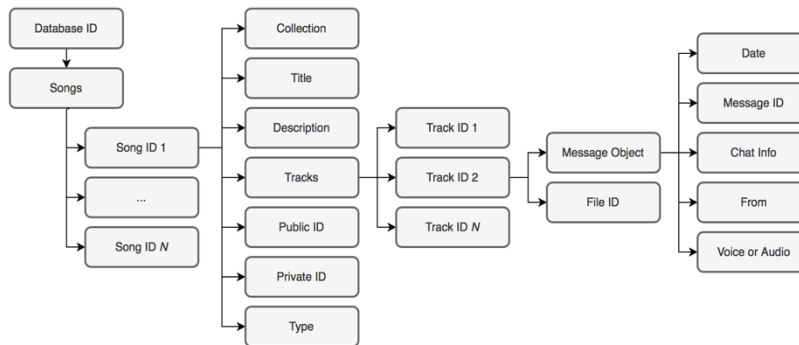 Database ID
Songs
Song ID 1
...
Song ID N
Collection
Title
Description
Tracks
Public ID
Private ID
Type
Track ID 1
Track ID 2
Track ID N
Message Object
File ID
Date
Message ID
Chat Info
From
Voice or Audio